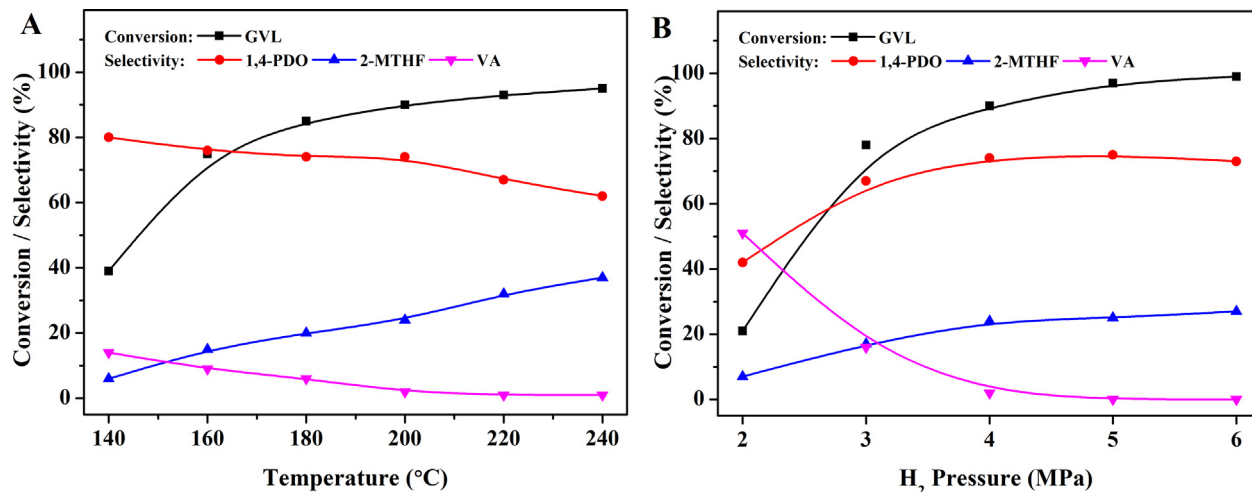 A
Conversion: GVL
Selectivity: 1,4-PDO 2-MTHF VA
Conversion / Selectivity (%)
100
80
60
40
20
0
140 160 180 200 220 240
Temperature (°C)
B
Conversion: GVL
Selectivity: 1,4-PDO 2-MTHF VA
Conversion / Selectivity (%)
100
80
60
40
20
0
2 3 4 5 6
H₂ Pressure (MPa)